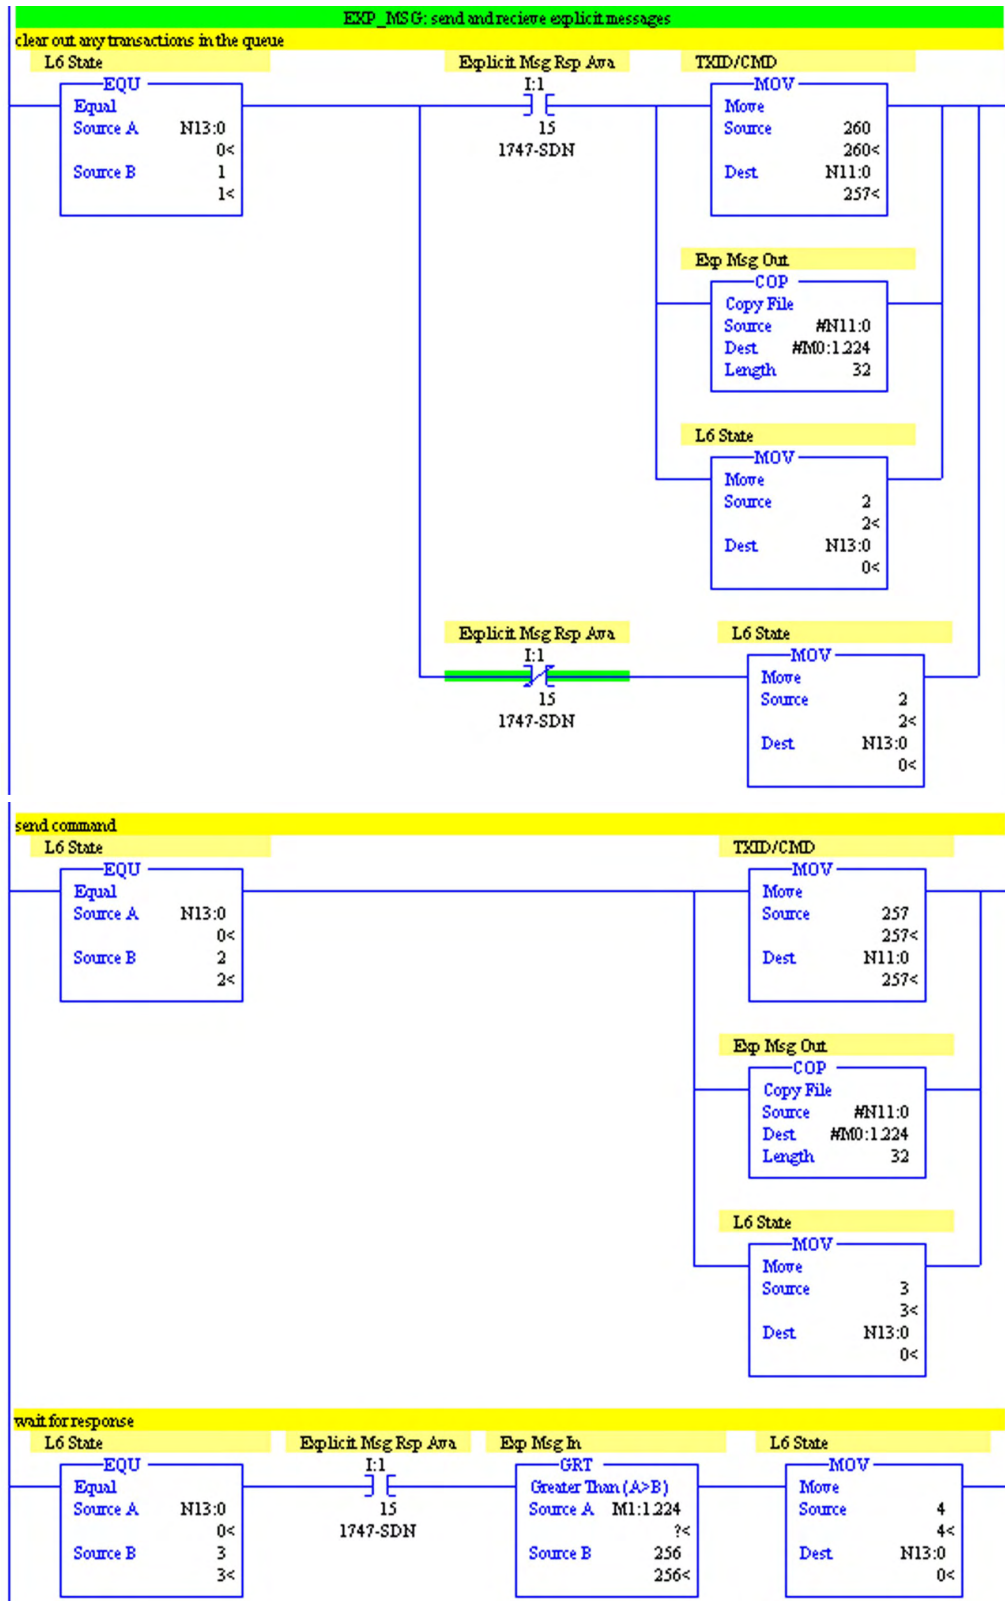 EXP_MSG: send and recieve explicit messages
clear out any transactions in the queue
L6 State
EQU
Equal
Source A N13:0
0<
Source B 1
1<
Explicit Msg Rsp Ava
I:1
15
1747-SDN
TXID/CMD
MOV
Move
Source 260
260<
Dest N11:0
257<
Exp Msg Out
COP
Copy File
Source #N11:0
Dest #M0:1.224
Length 32
L6 State
MOV
Move
Source 2
2<
Dest N13:0
0<
Explicit Msg Rsp Ava
I:1
15
1747-SDN
L6 State
MOV
Move
Source 2
2<
Dest N13:0
0<
send command
L6 State
EQU
Equal
Source A N13:0
0<
Source B 2
2<
TXID/CMD
MOV
Move
Source 257
257<
Dest N11:0
257<
Exp Msg Out
COP
Copy File
Source #N11:0
Dest #M0:1.224
Length 32
L6 State
MOV
Move
Source 3
3<
Dest N13:0
0<
wait for response
L6 State
EQU
Equal
Source A N13:0
0<
Source B 3
3<
Explicit Msg Rsp Ava
I:1
15
1747-SDN
Exp Msg In
GRT
Greater Than (A>B)
Source A M1:1.224
?<
Source B 256
256<
L6 State
MOV
Move
Source 4
4<
Dest N13:0
0<